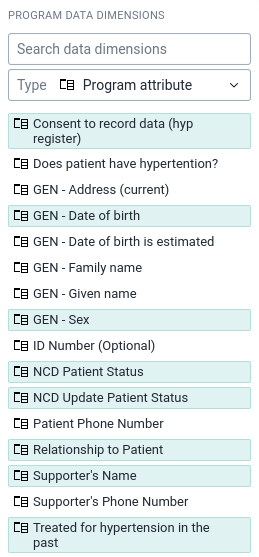 PROGRAM DATA DIMENSIONS
Search data dimensions
Type Program attribute
Consent to record data (hyp
register)
Does patient have hypertention?
GEN - Address (current)
GEN - Date of birth
GEN - Date of birth is estimated
GEN - Family name
GEN - Given name
GEN - Sex
ID Number (Optional)
NCD Patient Status
NCD Update Patient Status
Patient Phone Number
Relationship to Patient
Supporter's Name
Supporter's Phone Number
Treated for hypertension in the
past